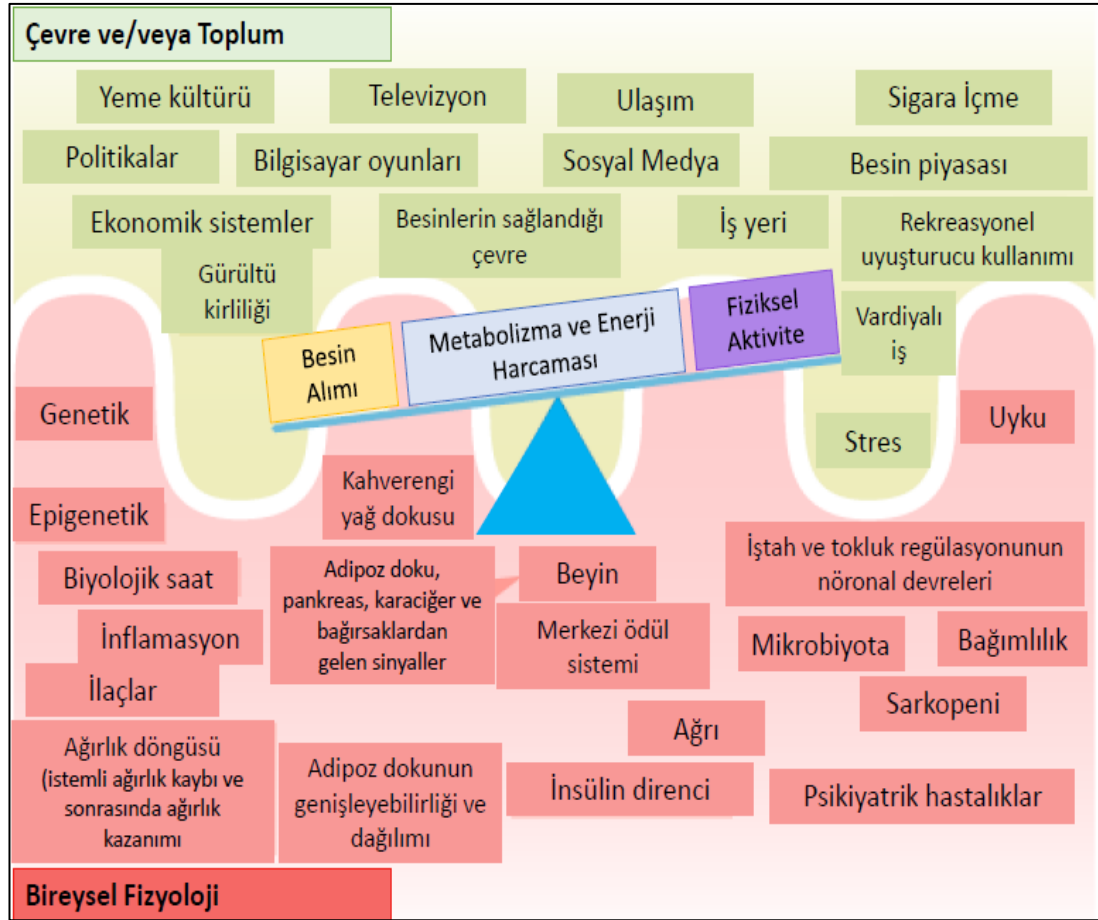 Çevre ve/veya Toplum
Yeme kültürü
Televizyon
Ulaşım
Sigara İçme
Politikalar
Bilgisayar oyunları
Sosyal Medya
Besin piyasası
Ekonomik sistemler
Besinlerin sağlandığı
çevre
İş yeri
Rekreasyonel
uyuşturucu kullanımı
Gürültü
kirliliği
Besin
Alımı
Metabolizma ve Enerji
Harcaması
Fiziksel
Aktivite
Vardiyalı
iş
Genetik
Stres
Uyku
Kahverengi
yağ dokusu
Epigenetik
İştah ve tokluk regülasyonunun
nöronal devreleri
Biyolojik saat
Adipoz doku,
pankreas, karaciğer ve
bağırsaklardan
gelen sinyaller
Beyin
İnflamasyon
Merkezi ödül
sistemi
Mikrobiyota
Bağımlılık
İlaçlar
Sarkopeni
Ağırlık döngüsü
(istemli ağırlık kaybı ve
sonrasında ağırlık
kazanımı
Adipoz dokunun
genişleyebilirliği ve
dağılımı
Ağrı
İnsülin direnci
Psikiyatrik hastalıklar
Bireysel Fizyoloji